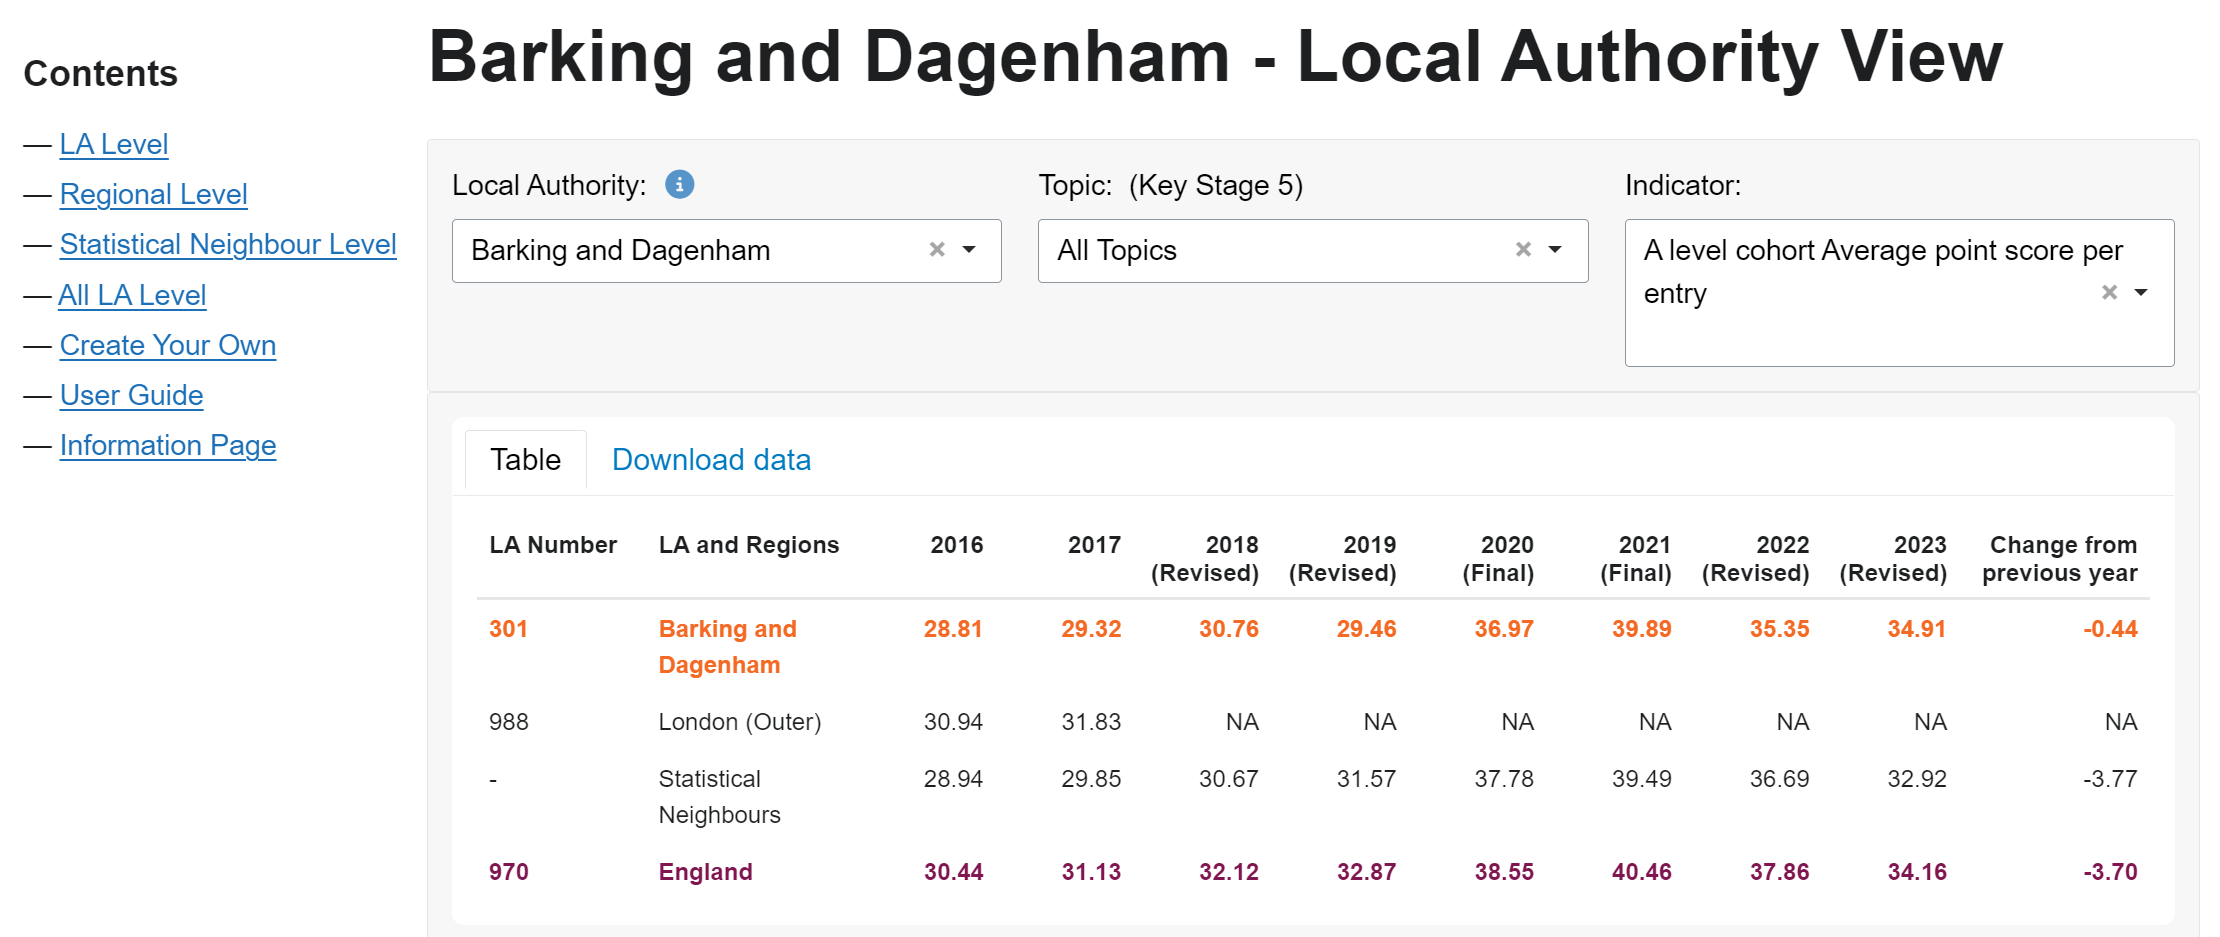 Contents
— LA Level
— Regional Level
— Statistical Neighbour Level
— All LA Level
— Create Your Own
— User Guide
— Information Page
Barking and Dagenham - Local Authority View
Local Authority:
Barking and Dagenham
Topic: (Key Stage 5)
All Topics
Indicator:
A level cohort Average point score per
entry
Table Download data
LA Number LA and Regions 2016 2017 2018 2019 2020 2021 2022 2023 Change from
(Revised) (Revised) (Final) (Final) (Revised) (Revised) previous year
301 Barking and 28.81 29.32 30.76 29.46 36.97 39.89 35.35 34.91 -0.44
Dagenham
988 London (Outer) 30.94 31.83 NA NA NA NA NA NA NA
- Statistical 28.94 29.85 30.67 31.57 37.78 39.49 36.69 32.92 -3.77
Neighbours
970 England 30.44 31.13 32.12 32.87 38.55 40.46 37.86 34.16 -3.70